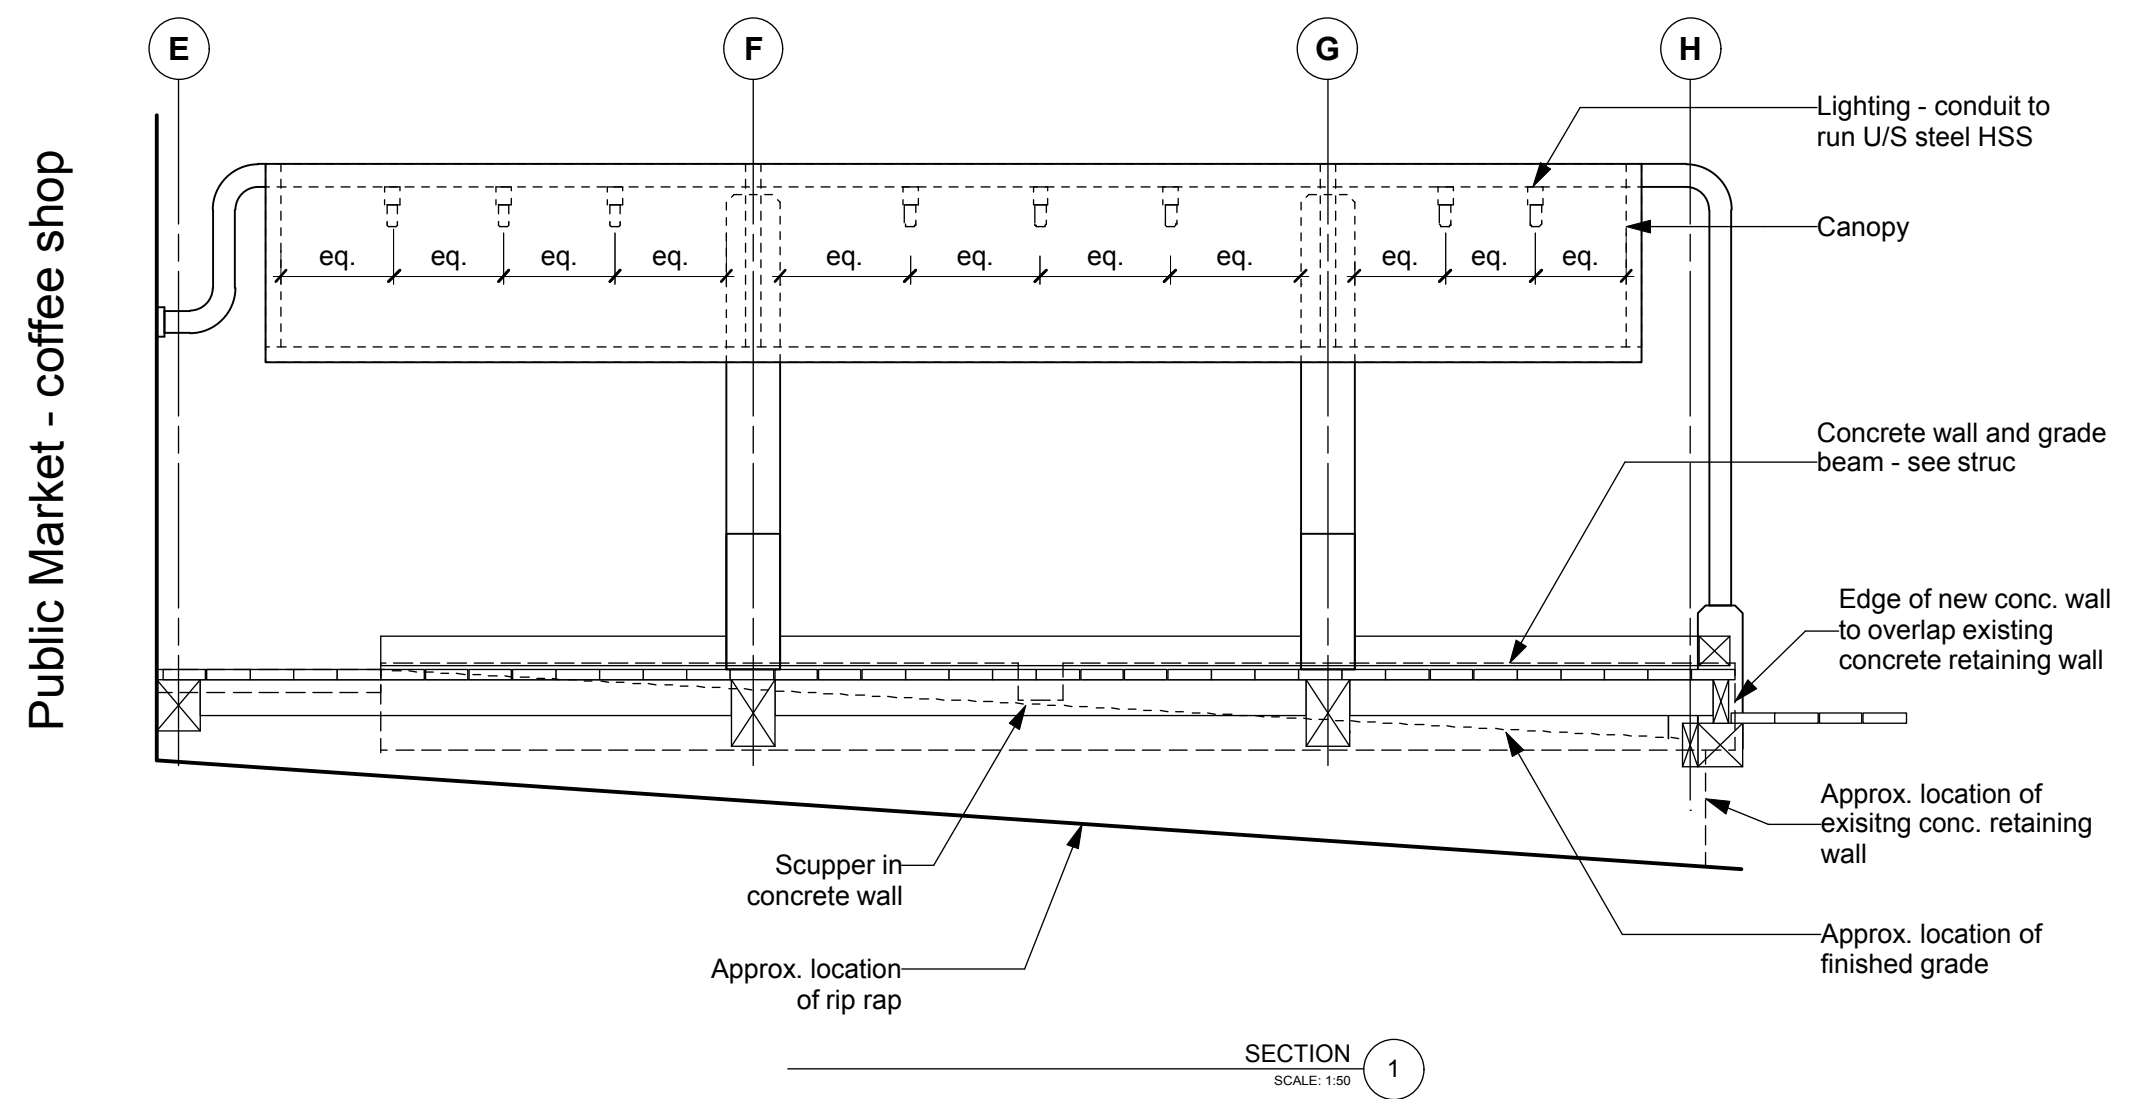 E
F
G
H
Lighting - conduit to
run U/S steel HSS
Canopy
eq.
eq.
eq.
eq.
eq.
eq.
eq.
eq.
eq.
eq.
eq.
Public Market - coffee shop
Concrete wall and grade
beam - see struc
Edge of new conc. wall
to overlap existing
concrete retaining wall
Approx. location of
exisitng conc. retaining
wall
Scupper in
concrete wall
Approx. location of
finished grade
Approx. location
of rip rap
SECTION
SCALE: 1:50
1